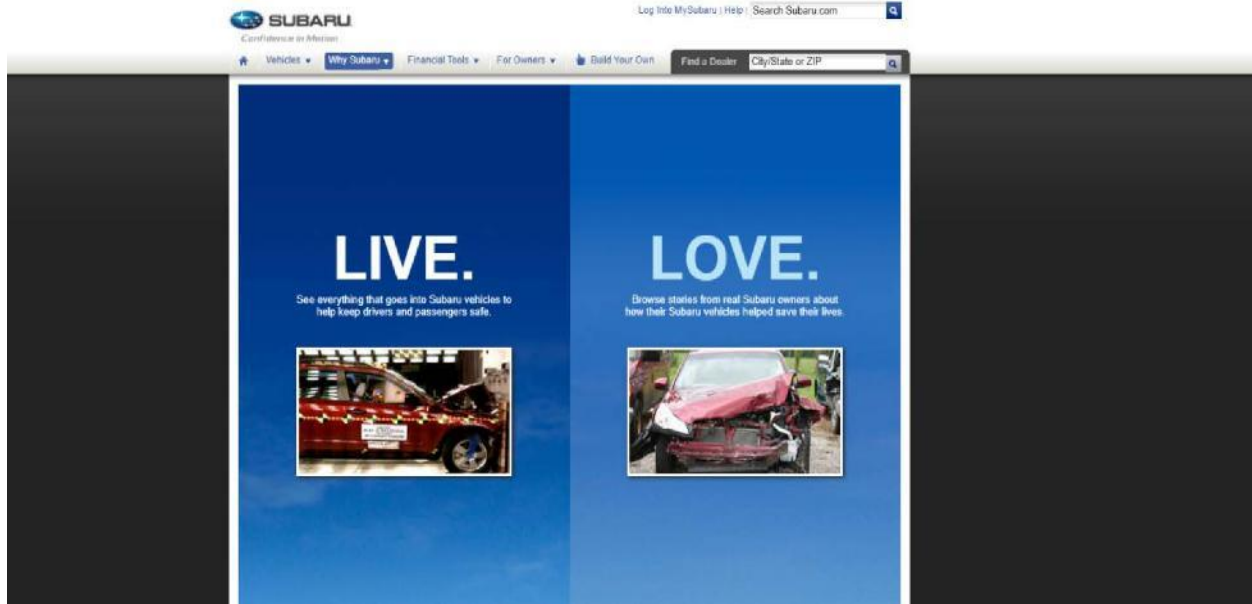 SUBARU
Confidence in Motion
Log Into MySubaru | Help | Search Subaru.com
Vehicles Why Subaru Financial Tools For Owners Build Your Own Find a Dealer City/State or ZIP
LIVE.
See everything that goes into Subaru vehicles to
help keep drivers and passengers safe.
LOVE.
Browse stories from real Subaru owners about
how their Subaru vehicles helped save their lives.